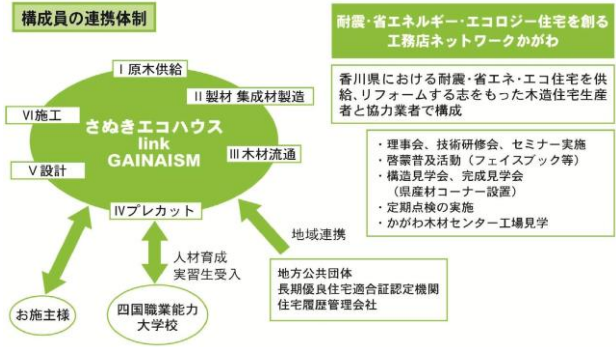 構成員の連携体制
Ⅰ原木供給
Ⅱ製材 集成材製造
Ⅵ施工
さぬきエコハウス
link
GAINAISM
Ⅲ木材流通
Ⅴ設計
Ⅳプレカット
地域連携
人材育成
実習生受入
お施主様
四国職業能力
大学校
地方公共団体
長期優良住宅適合証認定機関
住宅履歴管理会社
耐震・省エネルギー・エコロジー住宅を創る
工務店ネットワークかがわ
香川県における耐震・省エネ・エコ住宅を供
給、リフォームする志をもった木造住宅生産
者と協力業者で構成
・理事会、技術研修会、セミナー実施
・啓蒙普及活動（フェイスブック等）
・構造見学会、完成見学会
（県産材コーナー設置）
・定期点検の実施
・かがわ木材センター工場見学